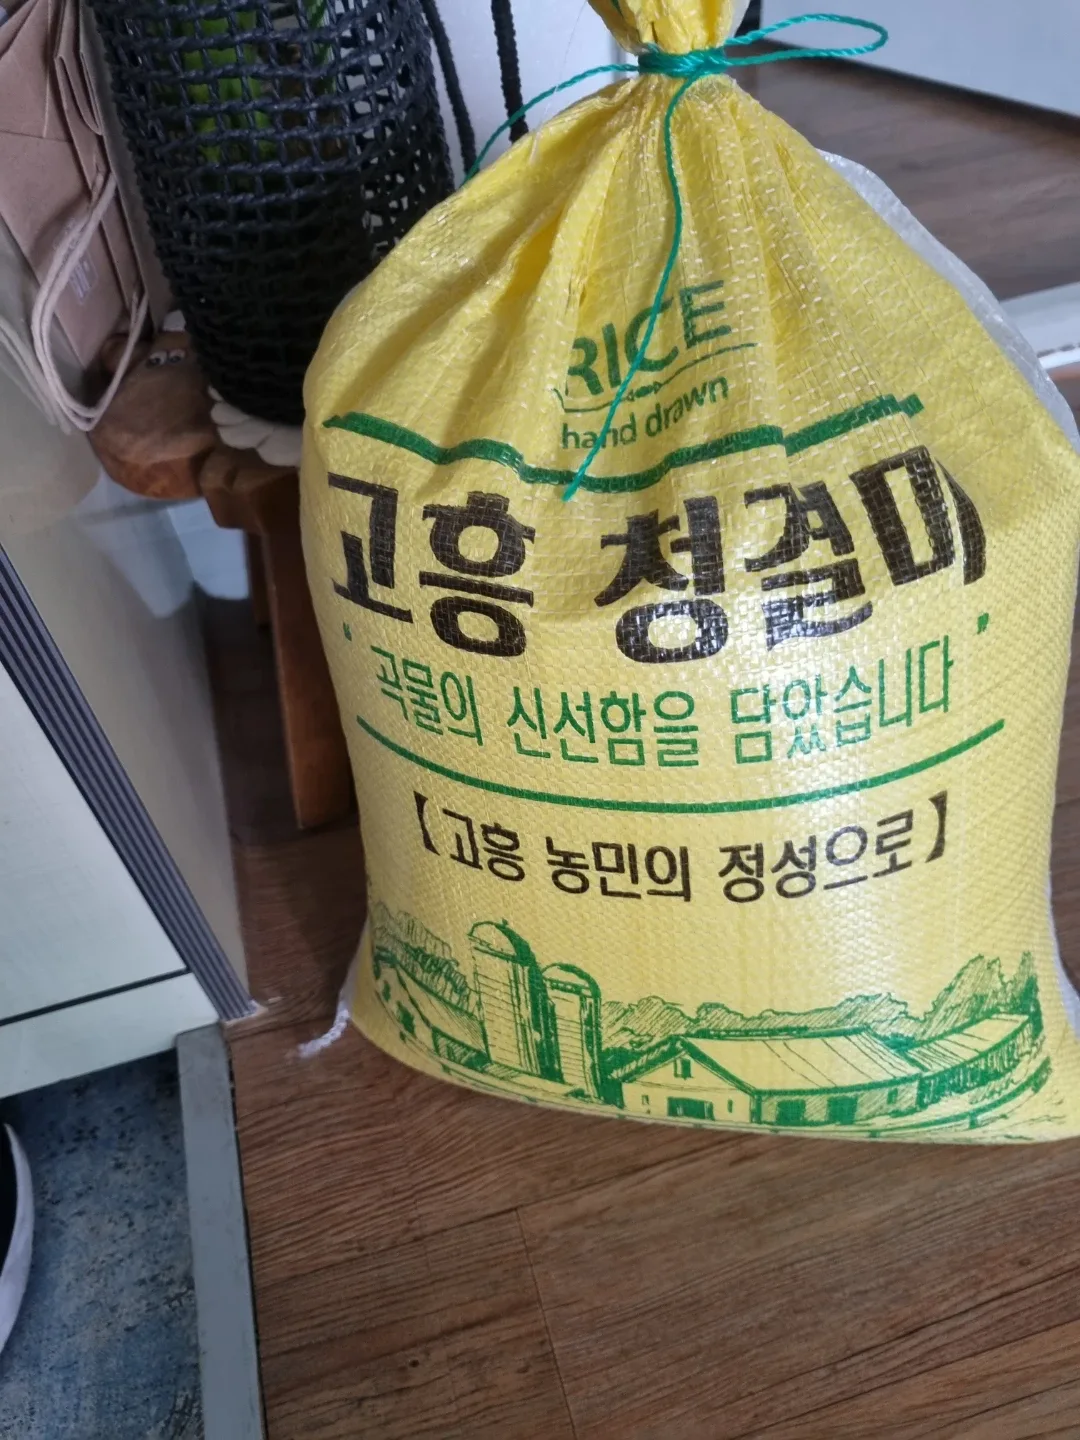 RICE
hand drawn
고흥 청결미
" 곡물의 신선함을 담았습니다 "
【고흥 농민의 정성으로】